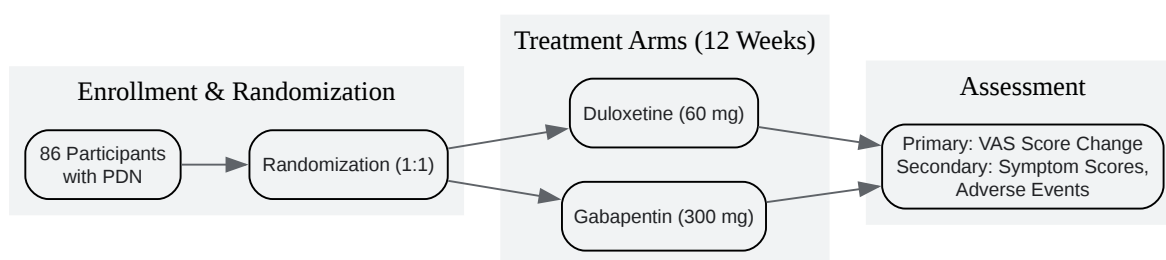 Enrollment & Randomization
86 Participants
with PDN
Randomization (1:1)
Treatment Arms (12 Weeks)
Duloxetine (60 mg)
Gabapentin (300 mg)
Assessment
Primary: VAS Score Change
Secondary: Symptom Scores,
Adverse Events